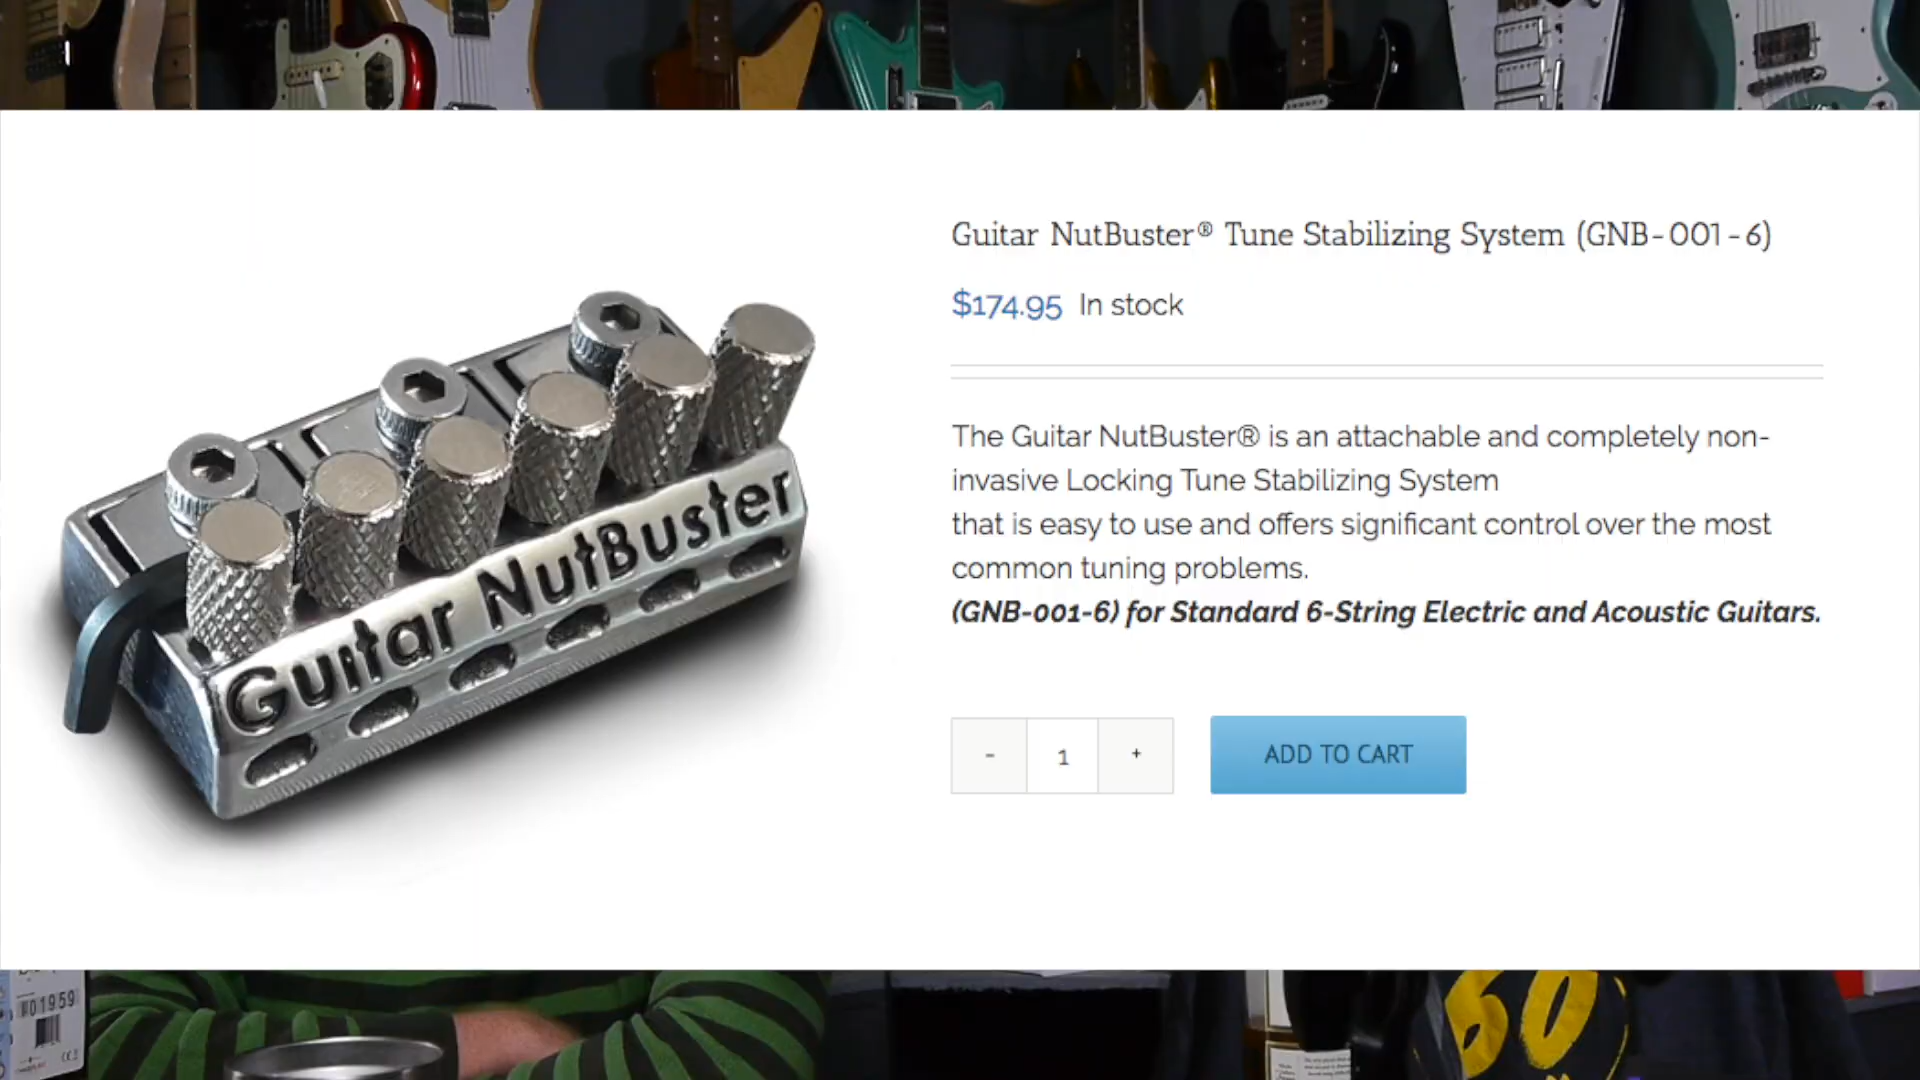 Guitar NutBuster® Tune Stabilizing System (GNB-001-6)
$174.95 In stock
The Guitar NutBuster® is an attachable and completely non-
invasive Locking Tune Stabilizing System
that is easy to use and offers significant control over the most
common tuning problems.
(GNB-001-6) for Standard 6-String Electric and Acoustic Guitars.
- 1 +
ADD TO CART
Guitar NutBuster
01959
60